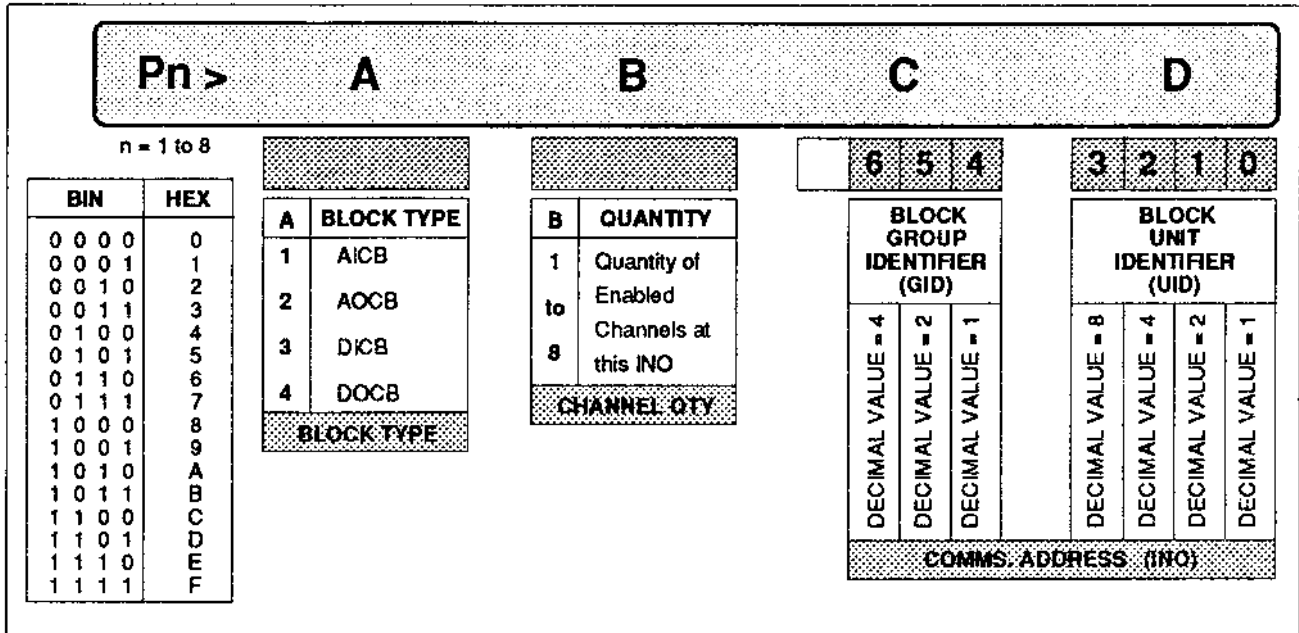 Pn > A B C D
n = 1 to 8
6 5 4 3 2 1 0
BIN HEX
0 0 0 0 0
0 0 0 1 1
0 0 1 0 2
0 0 1 1 3
0 1 0 0 4
0 1 0 1 5
0 1 1 0 6
0 1 1 1 7
1 0 0 0 8
1 0 0 1 9
1 0 1 0 A
1 0 1 1 B
1 1 0 0 C
1 1 0 1 D
1 1 1 0 E
1 1 1 1 F
A BLOCK TYPE
1 AICB
2 AOCB
3 DICB
4 DOCB
BLOCK TYPE
B QUANTITY
1 Quantity of
to Enabled
Channels at
8 this INO
CHANNEL QTY
BLOCK
GROUP
IDENTIFIER
(GID)
DECIMAL VALUE = 4
DECIMAL VALUE = 2
DECIMAL VALUE = 1
BLOCK
UNIT
IDENTIFIER
(UID)
DECIMAL VALUE = 8
DECIMAL VALUE = 4
DECIMAL VALUE = 2
DECIMAL VALUE = 1
COMMS. ADDRESS (INO)